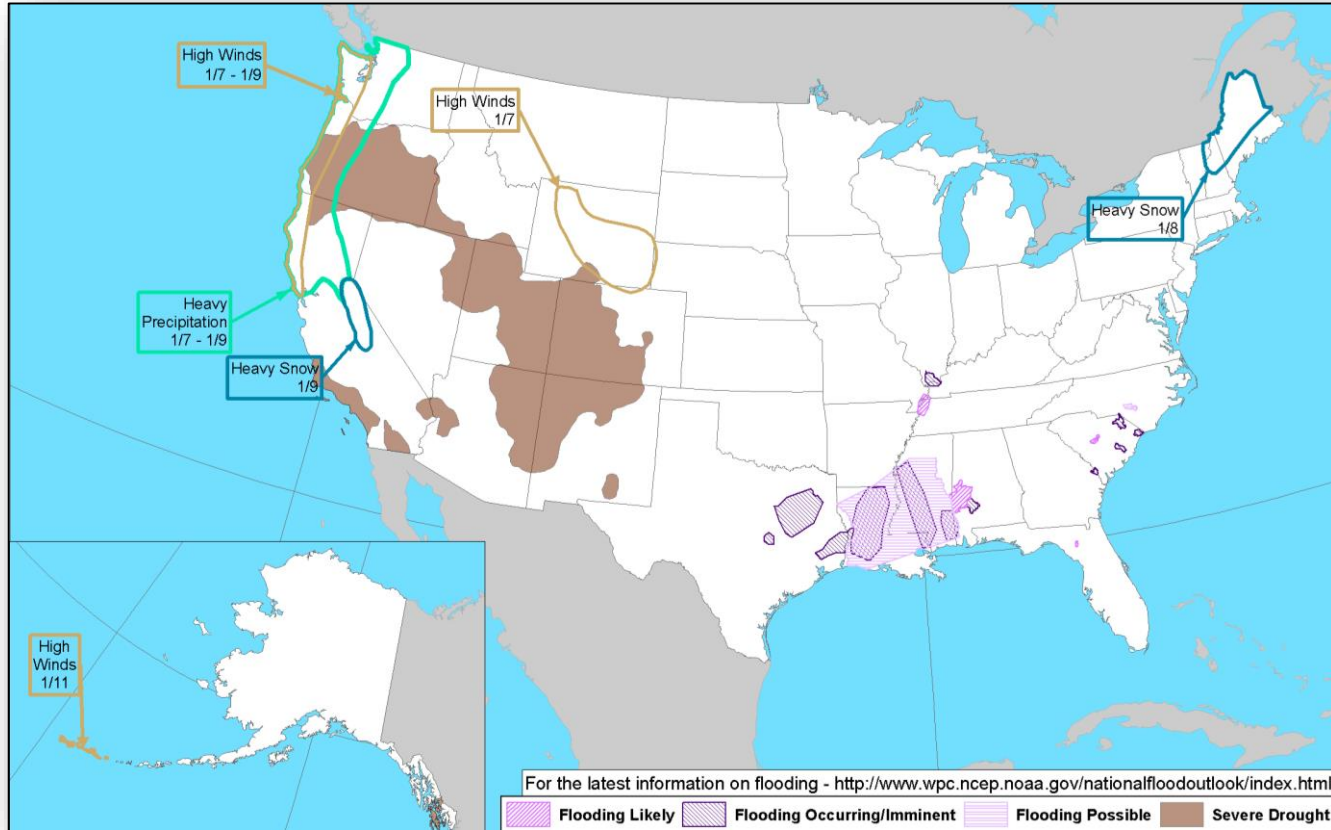 High Winds
1/7 - 1/9
High Winds
1/7
Heavy Snow
1/8
Heavy
Precipitation
1/7 - 1/9
Heavy Snow
1/9
High
Winds
1/11
For the latest information on flooding - http://www.wpc.ncep.noaa.gov/nationalfloodoutlook/index.html
Flooding Likely Flooding Occurring/Imminent Flooding Possible Severe Drought